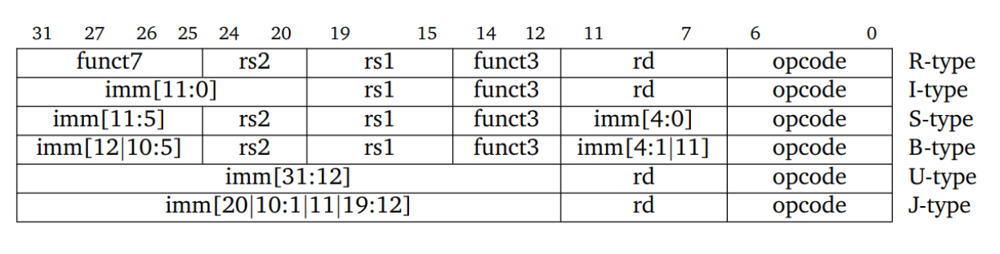 31 27 26 25 24 20 19 15 14 12 11 7 6 0
funct7 rs2 rs1 funct3 rd opcode R-type
imm[11:0] rs1 funct3 rd opcode I-type
imm[11:5] rs2 rs1 funct3 imm[4:0] opcode S-type
imm[12|10:5] rs2 rs1 funct3 imm[4:1|11] opcode B-type
imm[31:12] rd opcode U-type
imm[20|10:1|11|19:12] rd opcode J-type